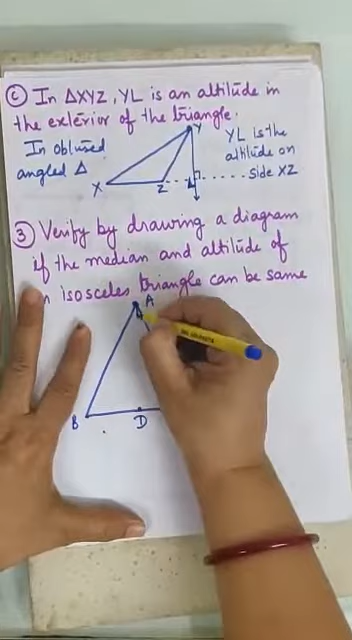 C In ΔXYZ, YL is an altitude in
the exterior of the triangle.
In obtused
angled Δ
Y
X
Z
L
YL is the
altitude on
side XZ
3 Verify by drawing a diagram
if the median and altitude of
isosceles triangle can be same
A
B
D